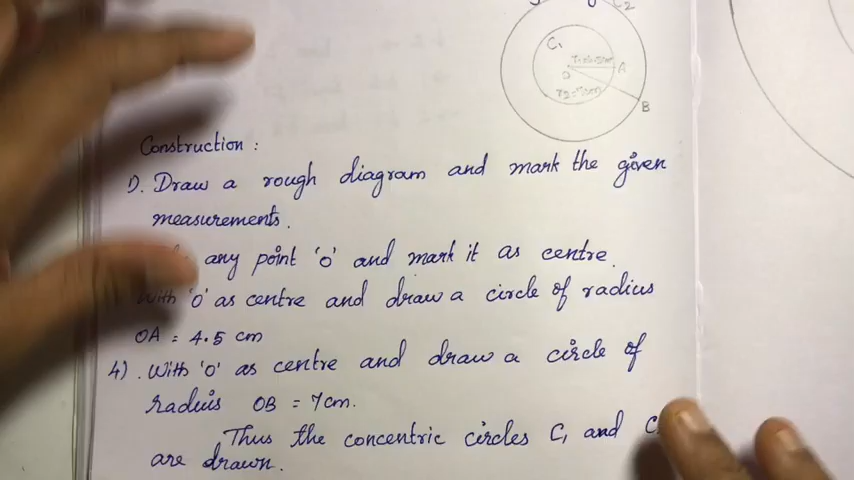 C2
C1
O
A
B
Construction :
1). Draw a rough diagram and mark the given
measurements.
any point 'o' and mark it as centre.
With 'o' as centre and draw a circle of radius
OA = 4.5 cm
4). With 'o' as centre and draw a circle of
radius OB = 7cm.
Thus the concentric circles C1 and
are drawn.